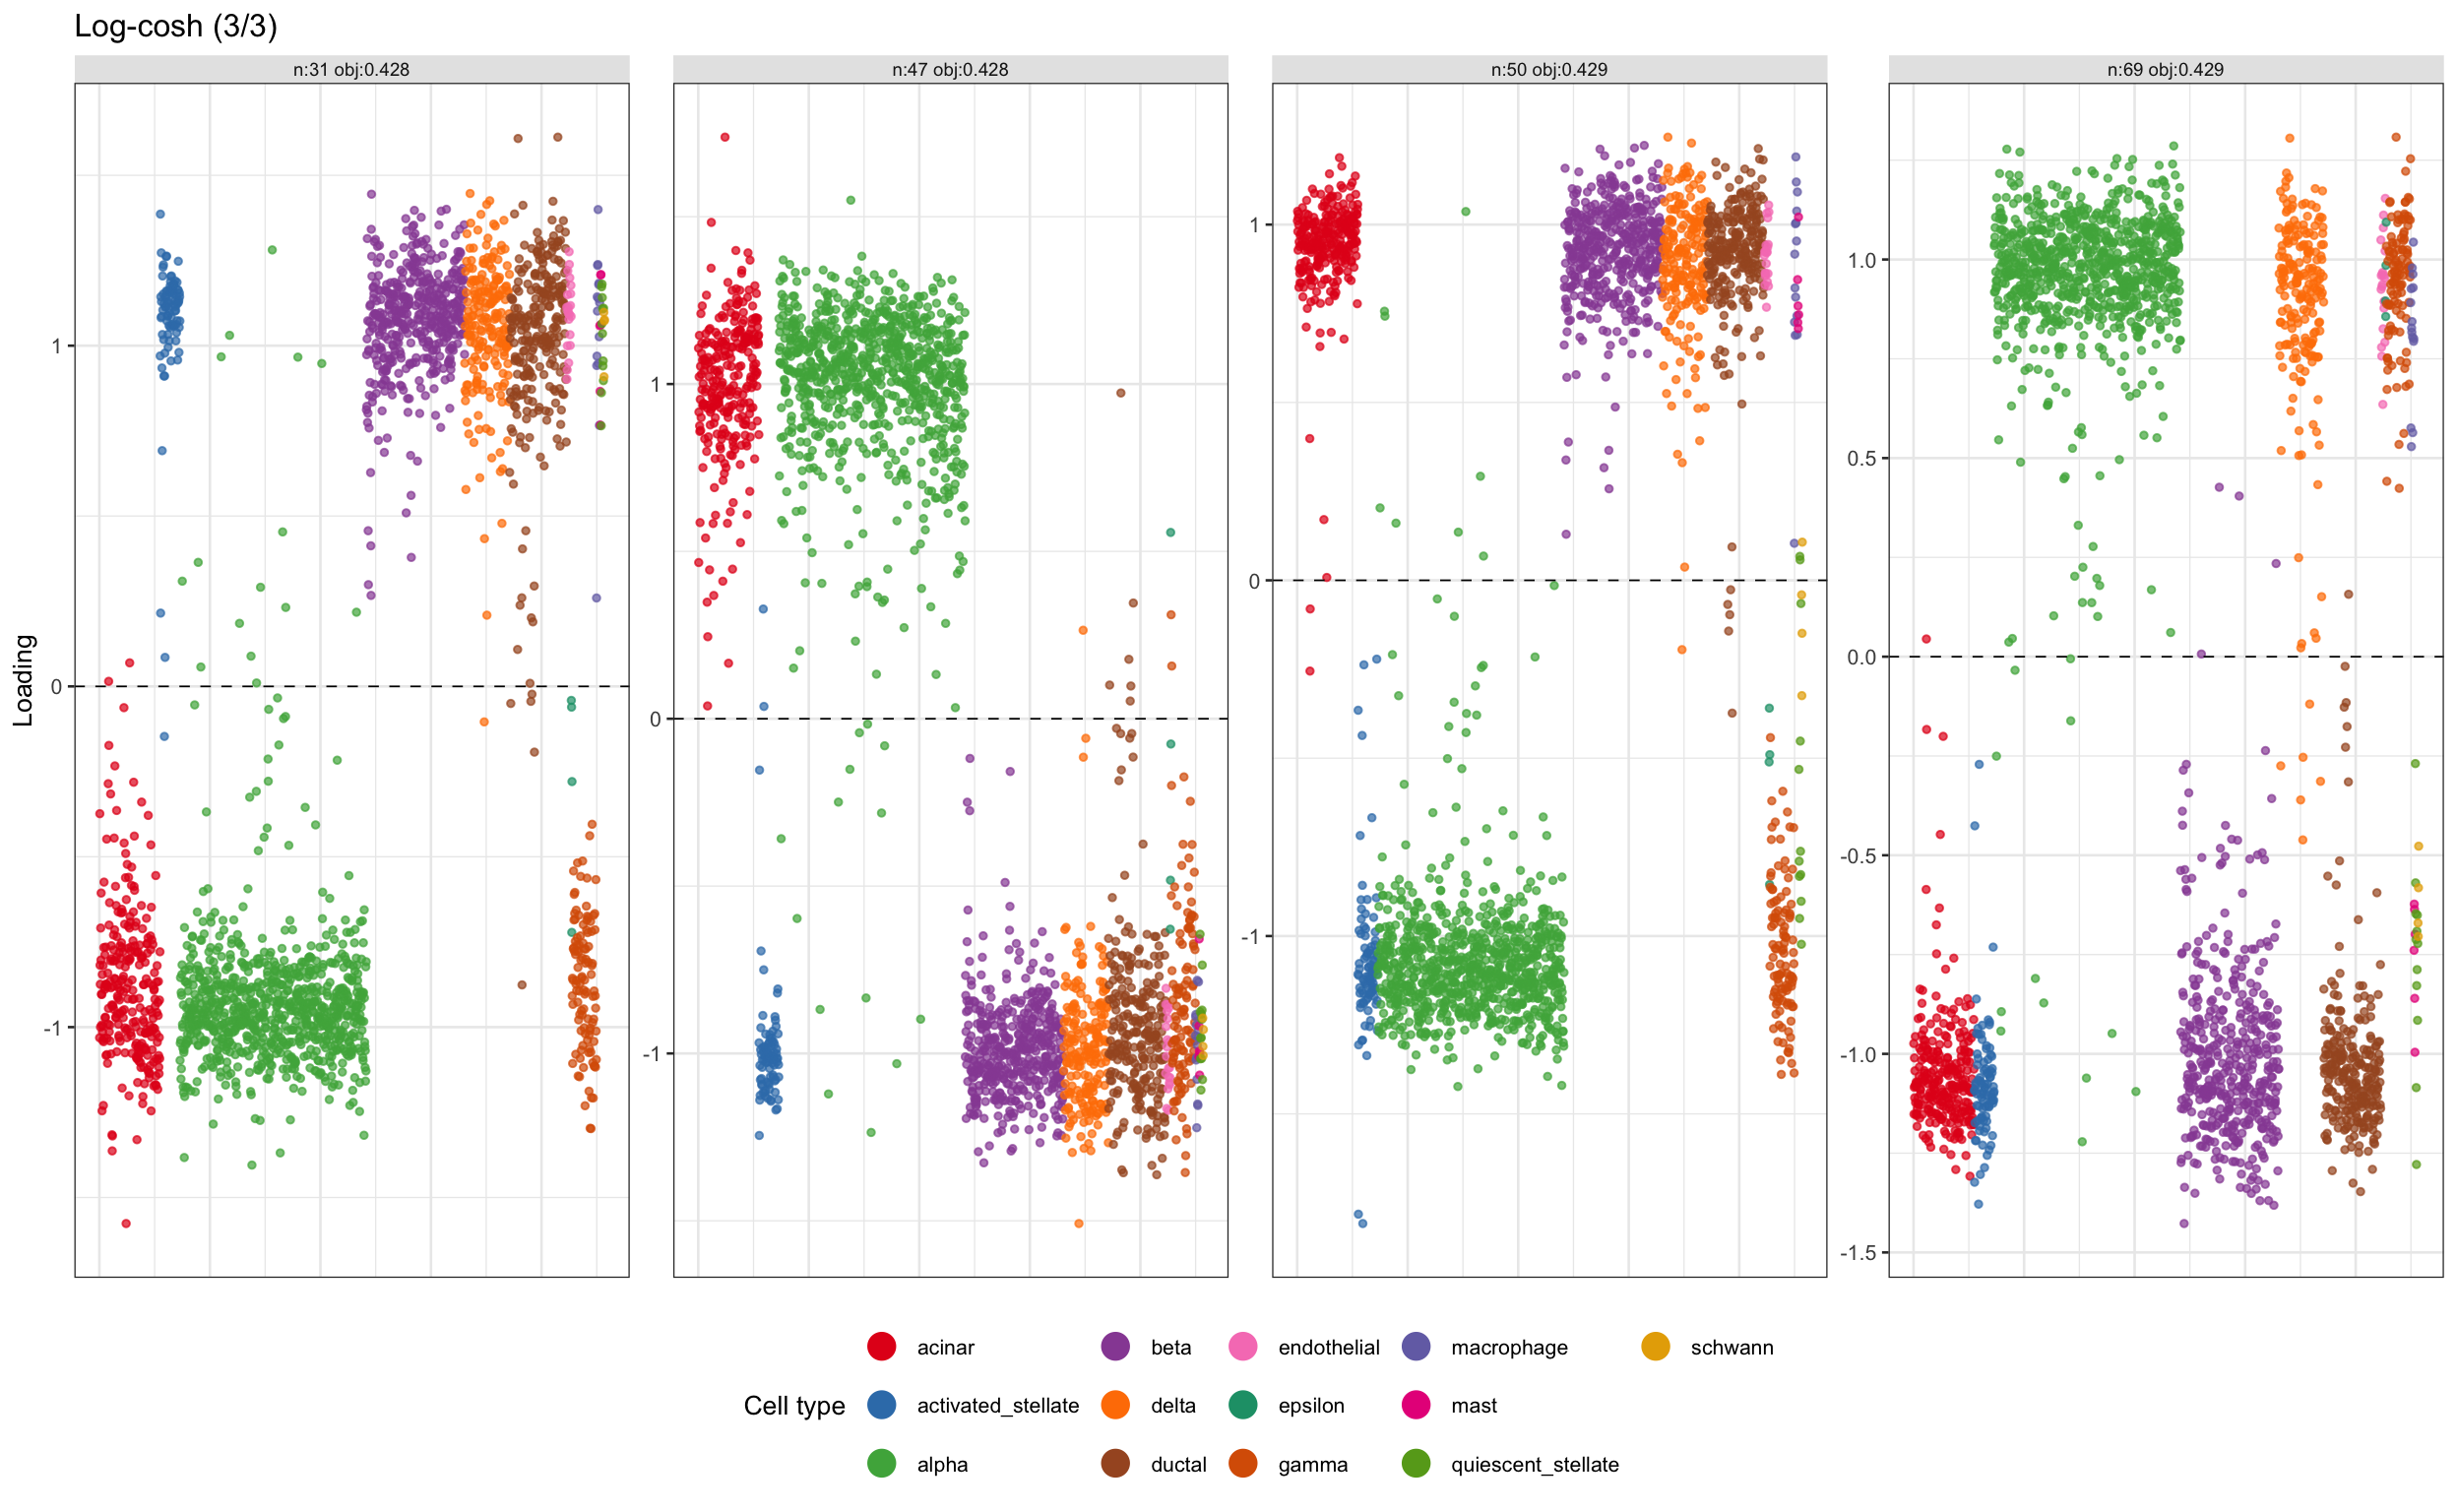 Log-cosh (3/3)
n:31 obj:0.428
n:47 obj:0.428
n:50 obj:0.429
n:69 obj:0.429
Loading
1
0
-1
1
0
-1
1
0
-1
1.0
0.5
0.0
-0.5
-1.0
-1.5
Cell type
acinar
activated_stellate
alpha
beta
delta
ductal
endothelial
epsilon
gamma
macrophage
mast
quiescent_stellate
schwann